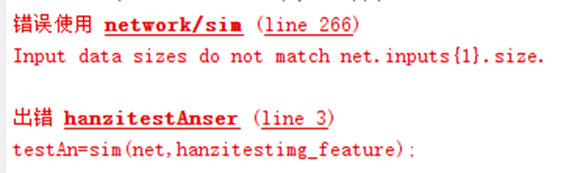 错误使用 network/sim (line 266)
Input data sizes do not match net.inputs{1}.size.
出错 hanzitestAnser (line 3)
testAn=sim(net,hanzitestimg_feature);